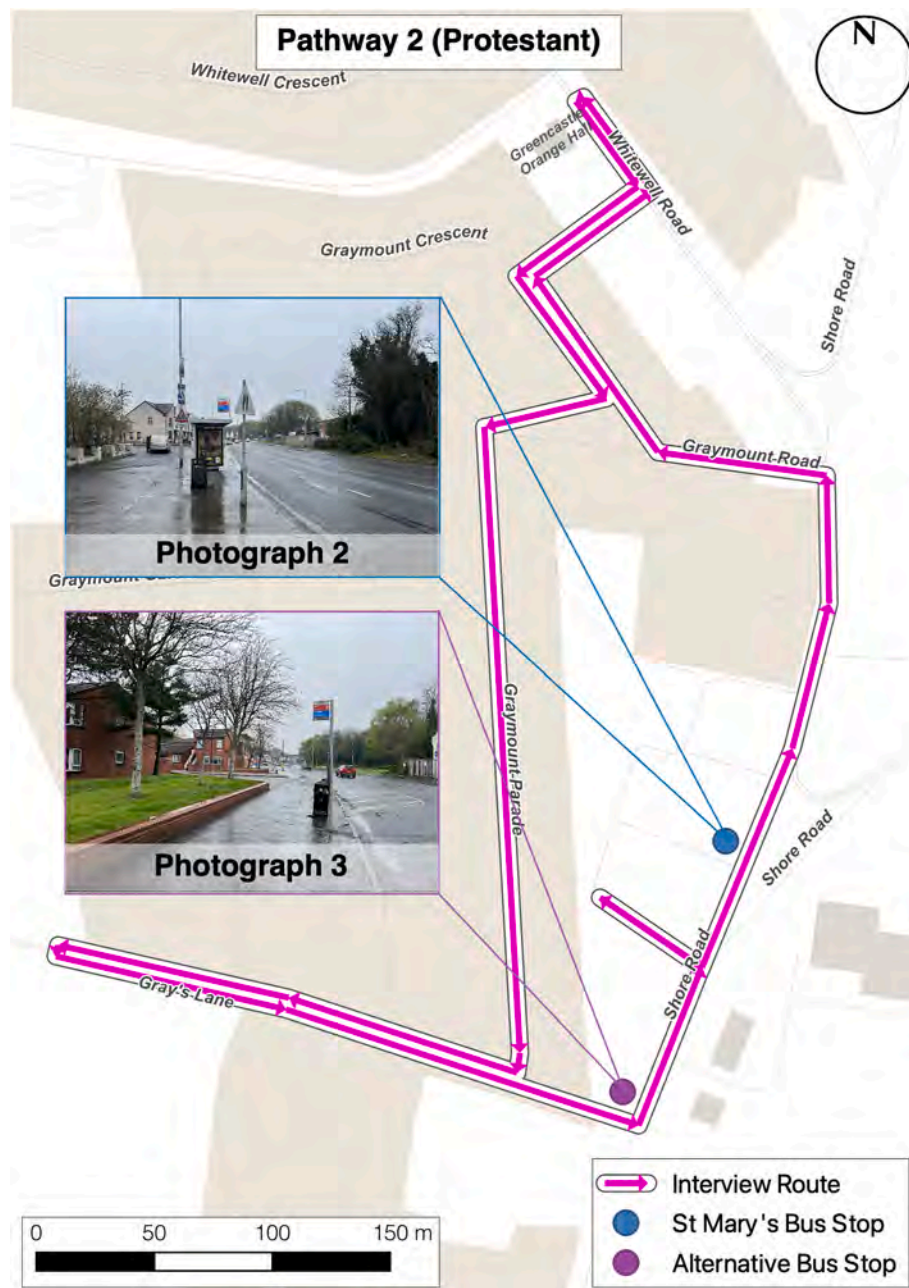 Pathway 2 (Protestant)
N
Whitewell Crescent
Greencastle
Orange Hall
Whitewell Road
Graymount Crescent
Shore Road
Graymount Road
Photograph 2
Graymount
Photograph 3
Graymount Parade
Shore Road
Shore Road
Gray's Lane
Interview Route
St Mary's Bus Stop
Alternative Bus Stop
0 50 100 150 m